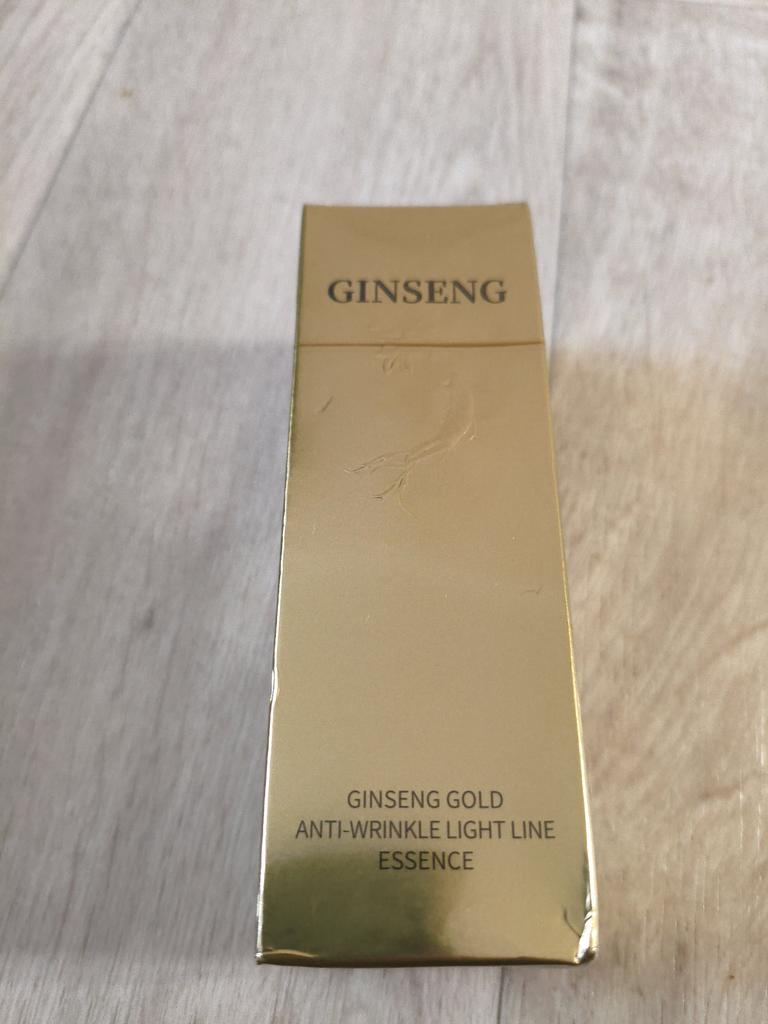 GINSENG
GINSENG GOLD
ANTI-WRINKLE LIGHT LINE
ESSENCE